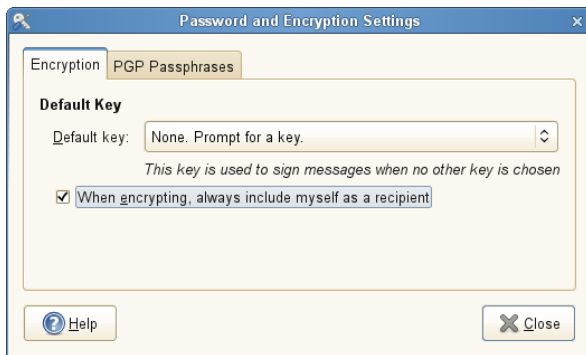 Password and Encryption Settings
Encryption
PGP Passphrases
Default Key
Default key:
None. Prompt for a key.
This key is used to sign messages when no other key is chosen
When encrypting, always include myself as a recipient
Help
Close